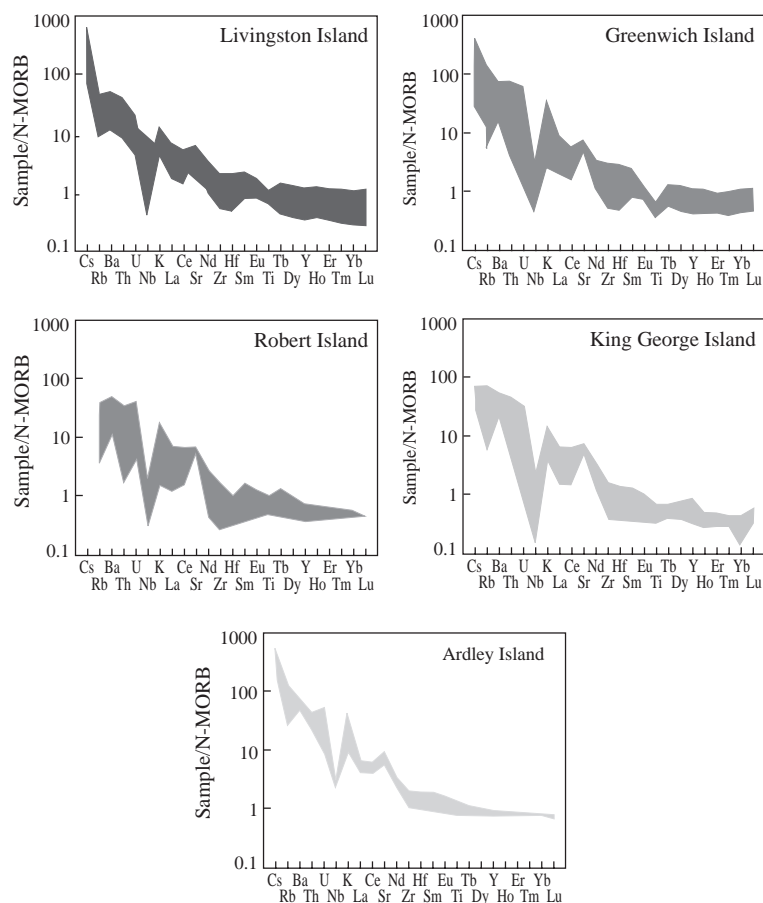 1000
Livingston Island
100
10
1
0.1
Sample/N-MORB
Cs Ba U K Ce Nd Hf Eu Tb Y Er Yb
Rb Th Nb La Sr Zr Sm Ti Dy Ho Tm Lu
1000
Greenwich Island
100
10
1
0.1
Sample/N-MORB
Cs Ba U K Ce Nd Hf Eu Tb Y Er Yb
Rb Th Nb La Sr Zr Sm Ti Dy Ho Tm Lu
1000
Robert Island
100
10
1
0.1
Sample/N-MORB
Cs Ba U K Ce Nd Hf Eu Tb Y Er Yb
Rb Th Nb La Sr Zr Sm Ti Dy Ho Tm Lu
1000
King George Island
100
10
1
0.1
Sample/N-MORB
Cs Ba U K Ce Nd Hf Eu Tb Y Er Yb
Rb Th Nb La Sr Zr Sm Ti Dy Ho Tm Lu
1000
Ardley Island
100
10
1
0.1
Sample/N-MORB
Cs Ba U K Ce Nd Hf Eu Tb Y Er Yb
Rb Th Nb La Sr Zr Sm Ti Dy Ho Tm Lu